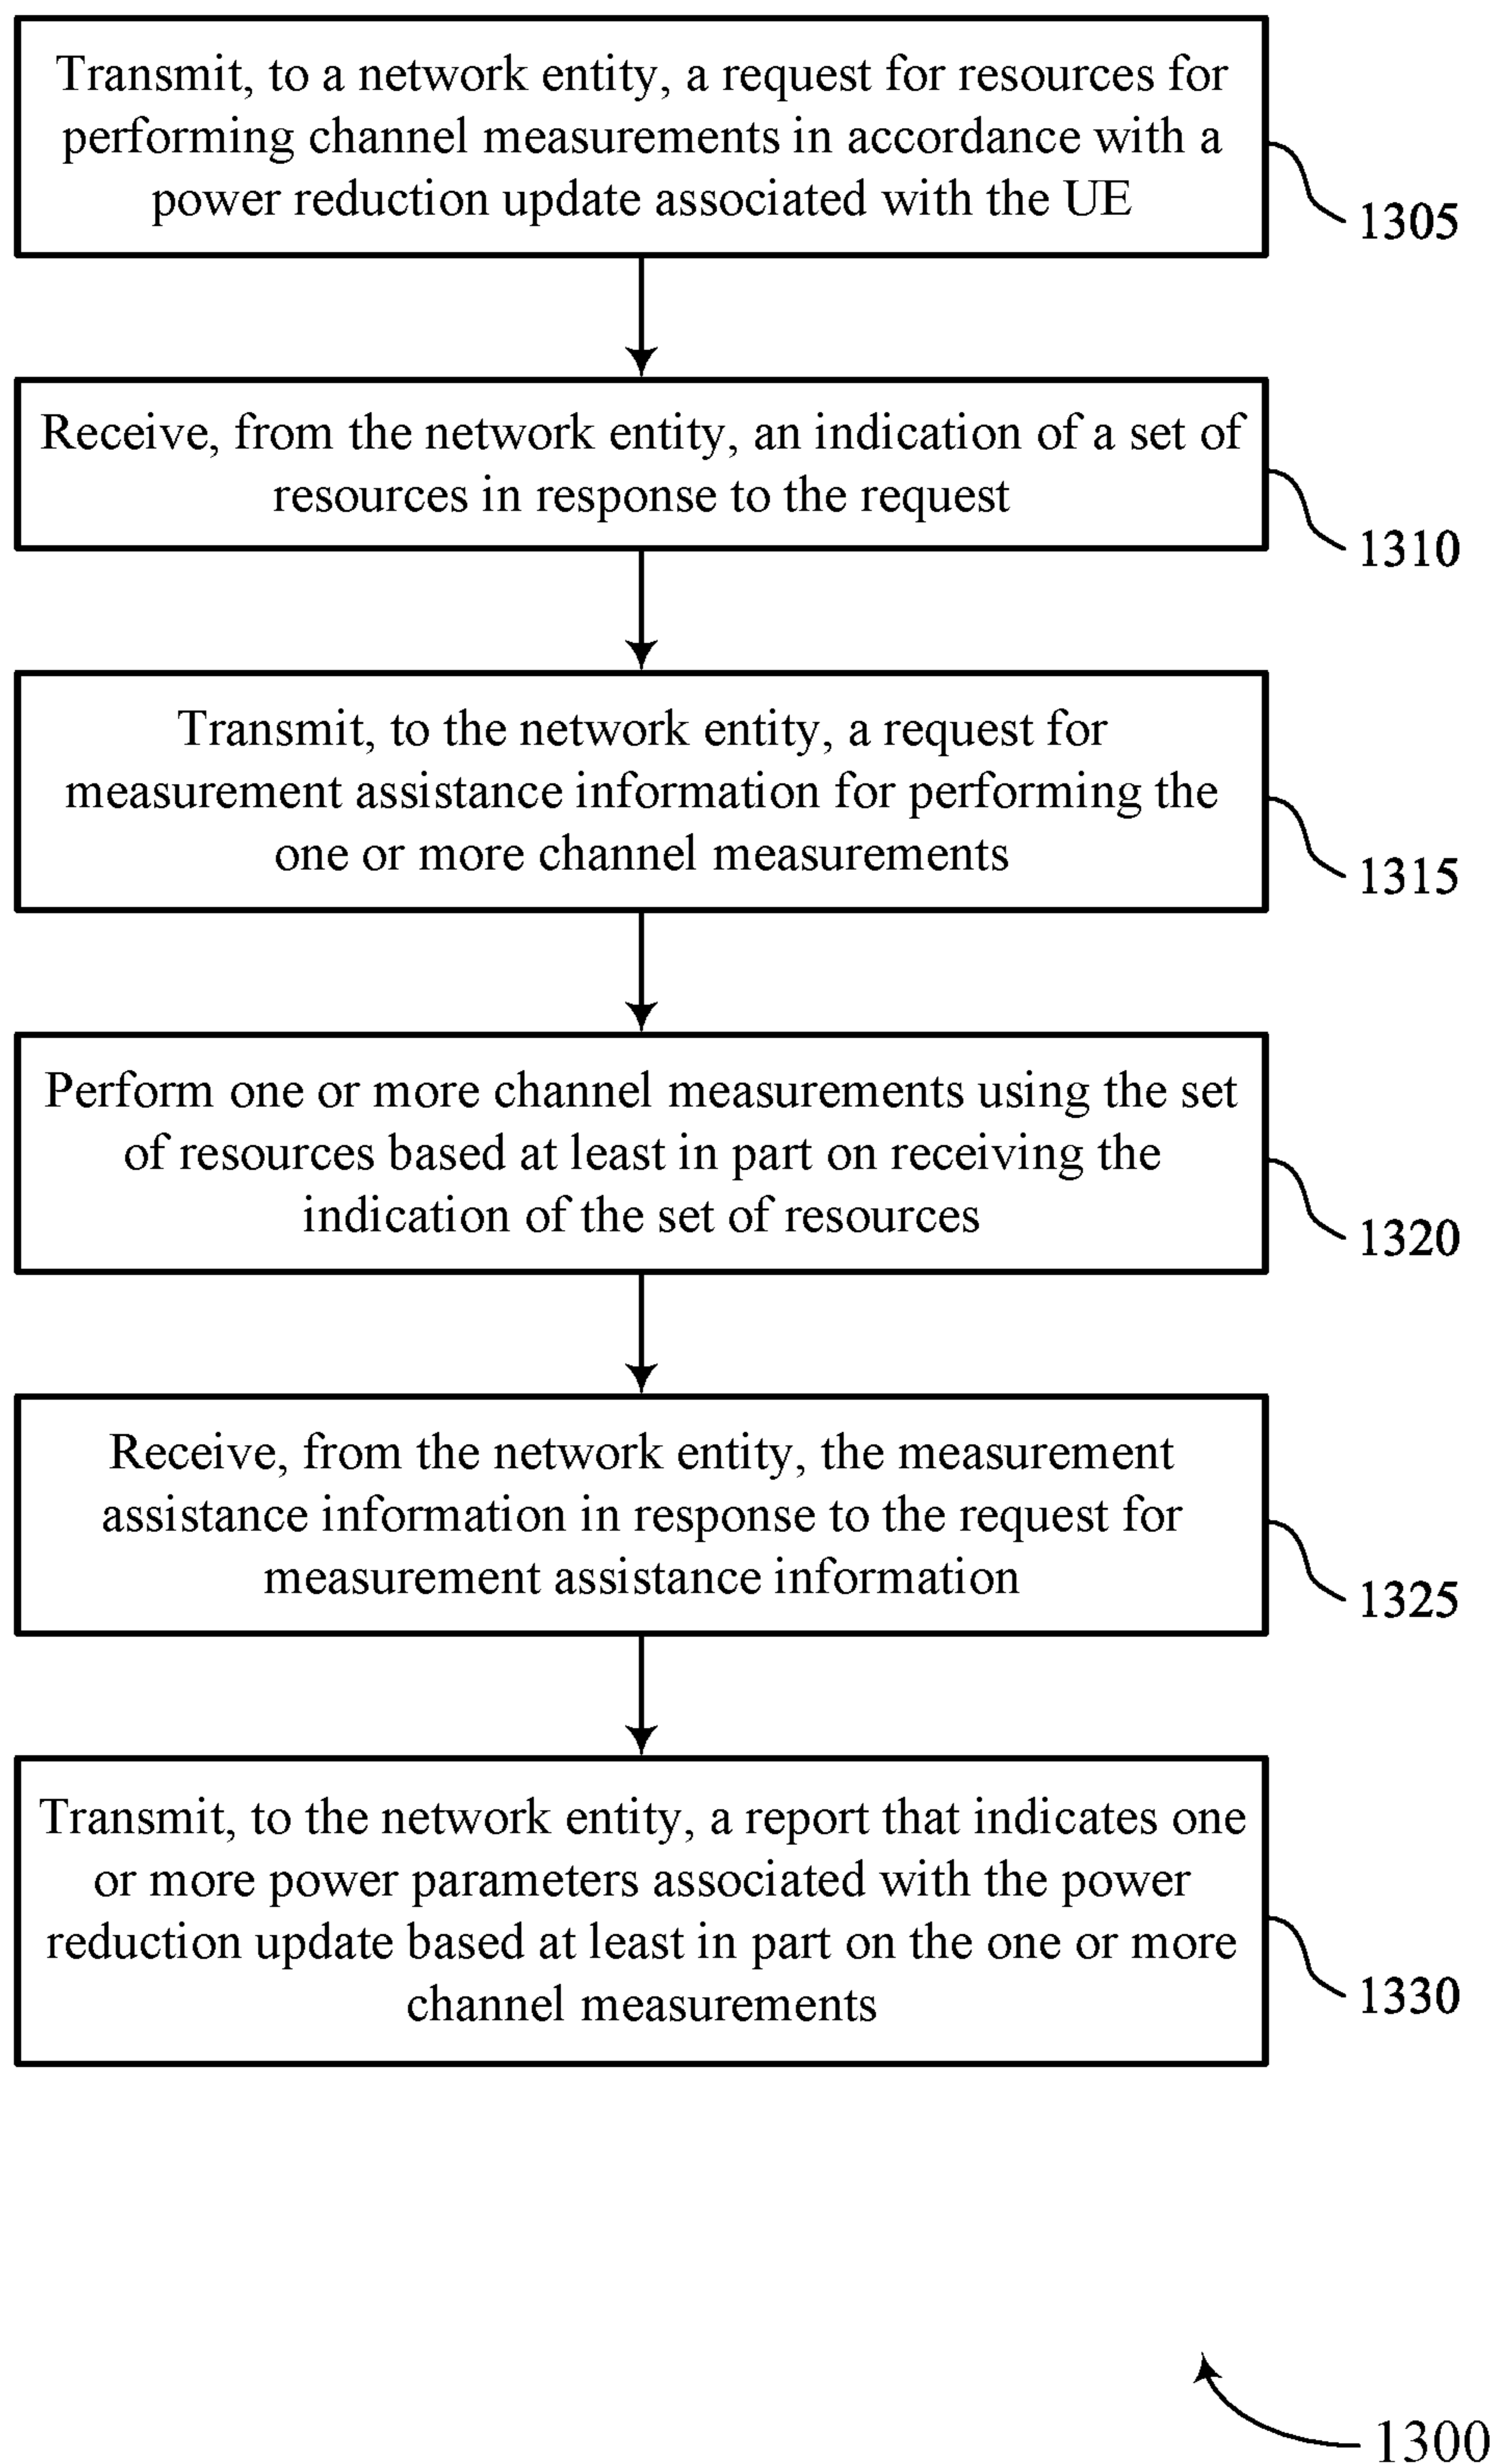 Transmit, to a network entity, a request for resources for
performing channel measurements in accordance with a
power reduction update associated with the UE
1305
Receive, from the network entity, an indication of a set of
resources in response to the request
1310
Transmit, to the network entity, a request for
measurement assistance information for performing the
one or more channel measurements
1315
Perform one or more channel measurements using the set
of resources based at least in part on receiving the
indication of the set of resources
1320
Receive, from the network entity, the measurement
assistance information in response to the request for
measurement assistance information
1325
Transmit, to the network entity, a report that indicates one
or more power parameters associated with the power
reduction update based at least in part on the one or more
channel measurements
1330
1300